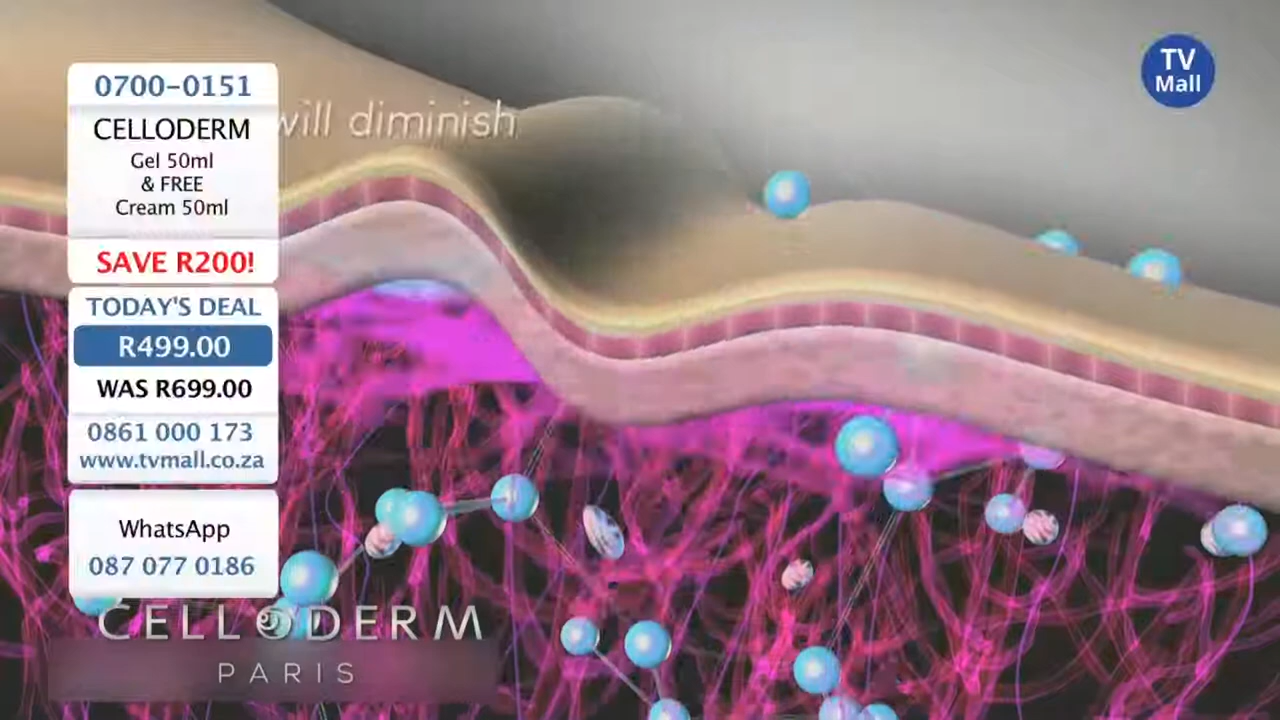 0700-0151
CELLODERM
Gel 50ml
& FREE
Cream 50ml
SAVE R200!
TODAY'S DEAL
R499.00
WAS R699.00
0861 000 173
www.tvmall.co.za
WhatsApp
087 077 0186
will diminish
TV
Mall
CELLODERM
PARIS